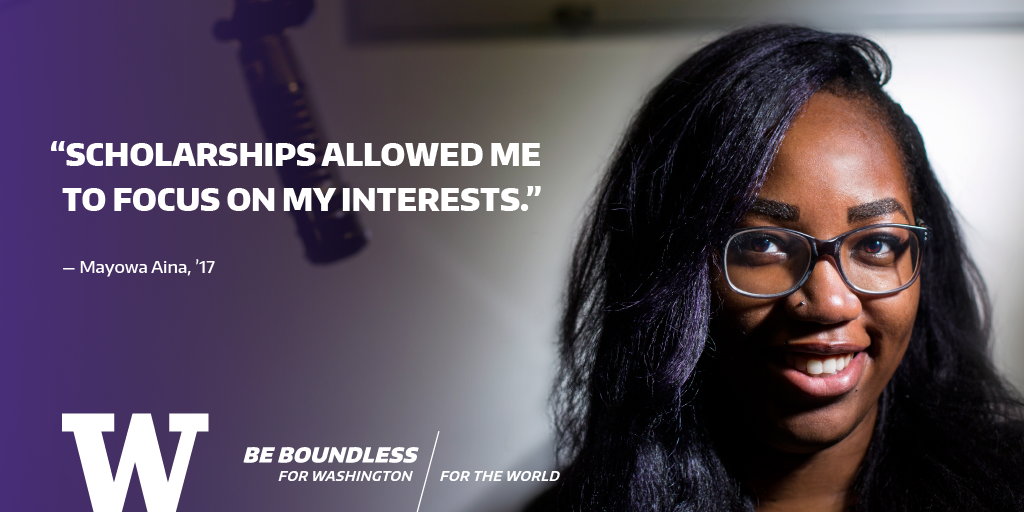 “SCHOLARSHIPS ALLOWED ME
TO FOCUS ON MY INTERESTS.”
— Mayowa Aina, ’17
W
BE BOUNDLESS
FOR WASHINGTON
FOR THE WORLD